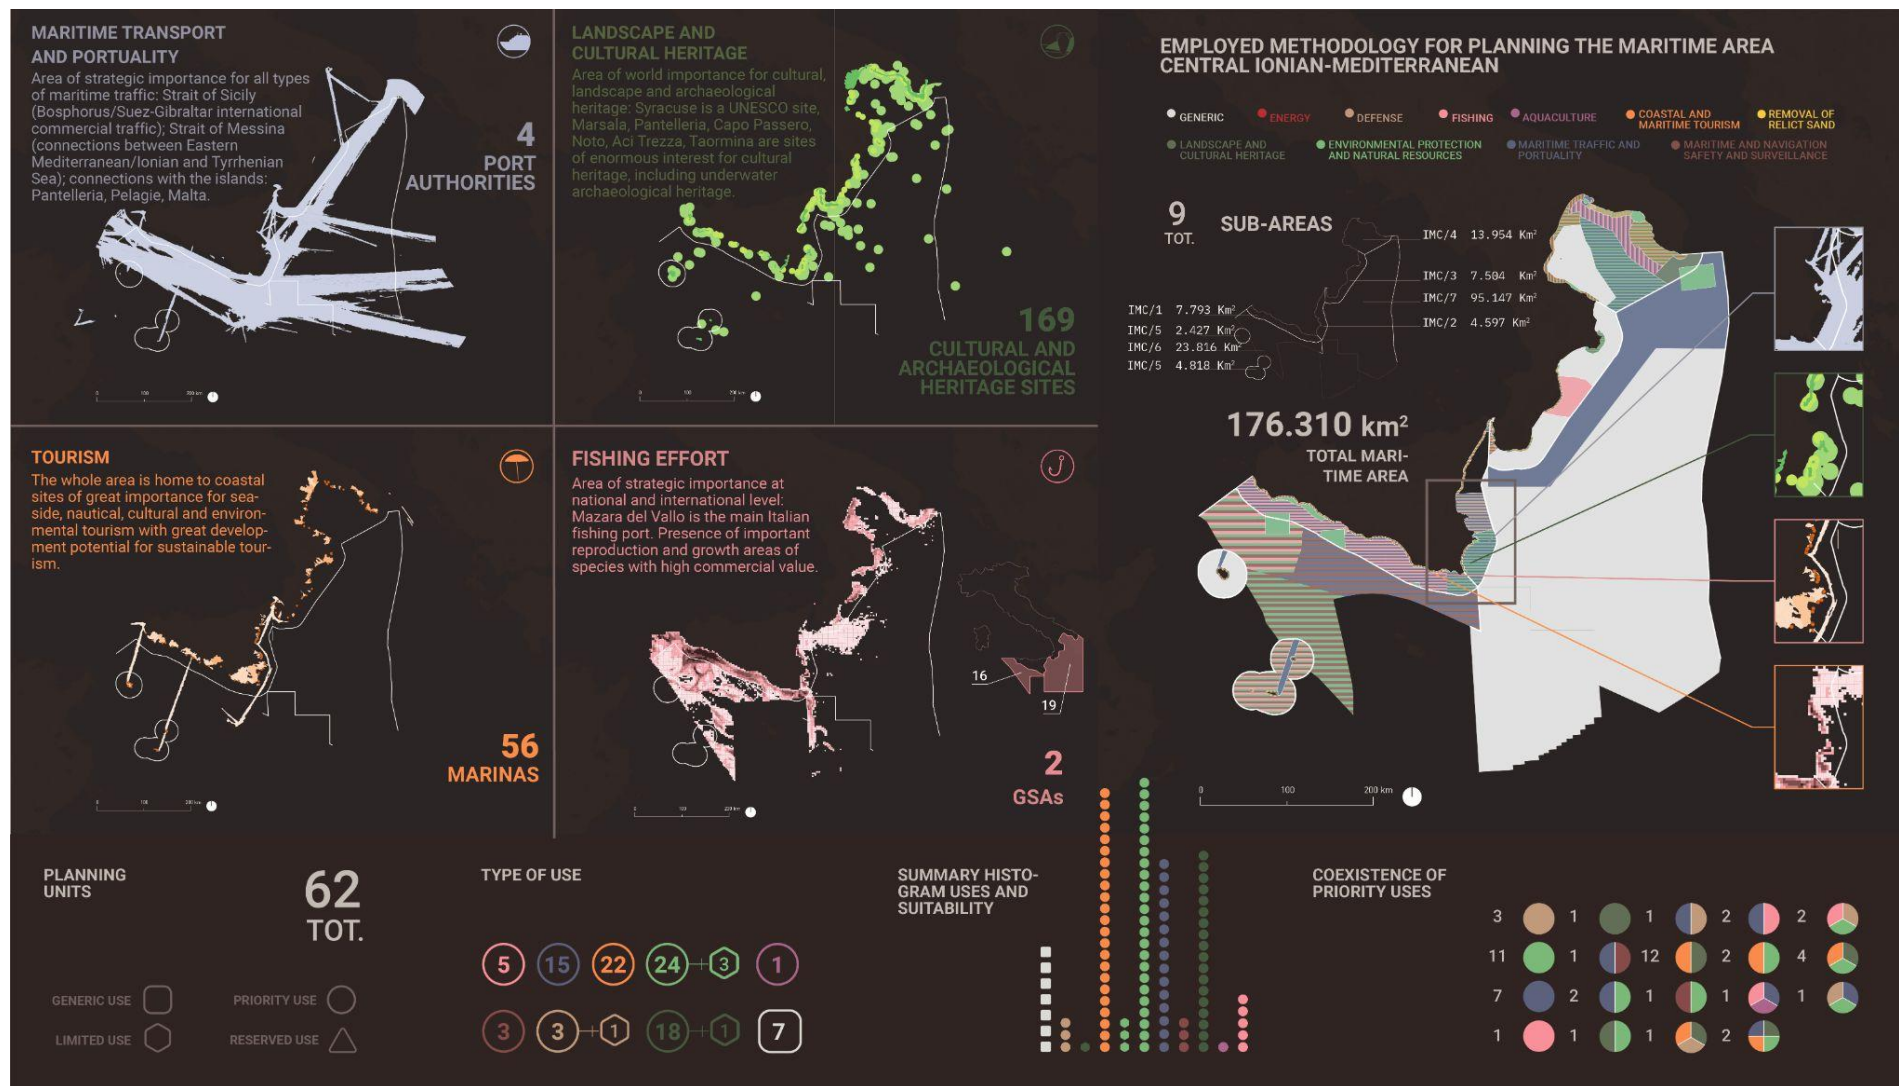 MARITIME TRANSPORT
AND PORTUALITY
Area of strategic importance for all types
of maritime traffic: Strait of Sicily
(Bosphorus/Suez-Gibraltar international
commercial traffic); Strait of Messina
(connections between Eastern
Mediterranean/Ionian and Tyrrhenian
Sea); connections with the islands:
Pantelleria, Pelagie, Malta.
4
PORT
AUTHORITIES
0 100 200 km
LANDSCAPE AND
CULTURAL HERITAGE
Area of world importance for cultural,
landscape and archaeological
heritage: Syracuse is a UNESCO site,
Marsala, Pantelleria, Capo Passero,
Noto, Aci Trezza, Taormina are sites
of enormous interest for cultural
heritage, including underwater
archaeological heritage.
169
CULTURAL AND
ARCHAEOLOGICAL
HERITAGE SITES
0 100 200 km
TOURISM
The whole area is home to coastal
sites of great importance for sea-
side, nautical, cultural and environ-
mental tourism with great develop-
ment potential for sustainable tour-
ism.
56
MARINAS
0 100 200 km
FISHING EFFORT
Area of strategic importance at
national and international level:
Mazara del Vallo is the main Italian
fishing port. Presence of important
reproduction and growth areas of
species with high commercial value.
16
19
2
GSAs
0 100 200 km
EMPLOYED METHODOLOGY FOR PLANNING THE MARITIME AREA
CENTRAL IONIAN-MEDITERRANEAN
GENERIC
ENERGY
DEFENSE
FISHING
AQUACULTURE
COASTAL AND
MARITIME TOURISM
REMOVAL OF
RELICT SAND
LANDSCAPE AND
CULTURAL HERITAGE
ENVIRONMENTAL PROTECTION
AND NATURAL RESOURCES
MARITIME TRAFFIC AND
PORTUALITY
MARITIME AND NAVIGATION
SAFETY AND SURVEILLANCE
9
TOT.
SUB-AREAS
IMC/4 13.954 Km²
IMC/3 7.504 Km²
IMC/7 95.147 Km²
IMC/2 4.597 Km²
IMC/1 7.793 Km²
IMC/5 2.427 Km²
IMC/6 23.816 Km²
IMC/5 4.818 Km²
176.310 km²
TOTAL MARI-
TIME AREA
0 100 200 km
PLANNING
UNITS
62
TOT.
GENERIC USE
PRIORITY USE
LIMITED USE
RESERVED USE
TYPE OF USE
5 15 22 24 3 1
3 3 1 18 1 7
SUMMARY HISTO-
GRAM USES AND
SUITABILITY
COEXISTENCE OF
PRIORITY USES
3 1 1 2 2
11 1 12 2 4
7 2 1 1 1
1 1 1 2